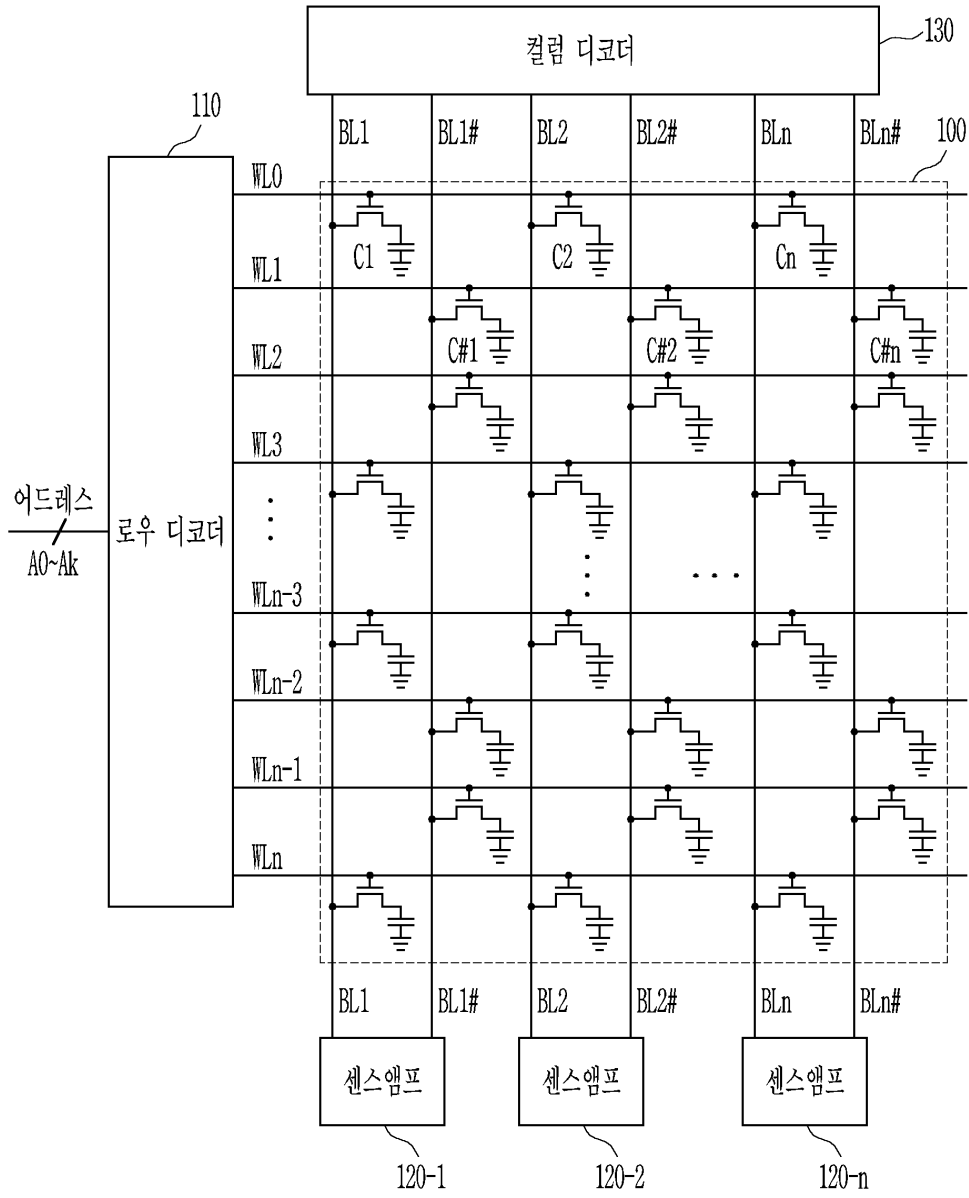 컬럼 디코더
130
110
BL1
BL1#
BL2
BL2#
BLn
BLn#
100
WL0
C1
C2
Cn
WL1
C#1
C#2
C#n
WL2
WL3
어드레스
A0~Ak
로우 디코더
WLn-3
WLn-2
WLn-1
WLn
BL1
BL1#
BL2
BL2#
BLn
BLn#
센스앰프
센스앰프
센스앰프
120-1
120-2
120-n